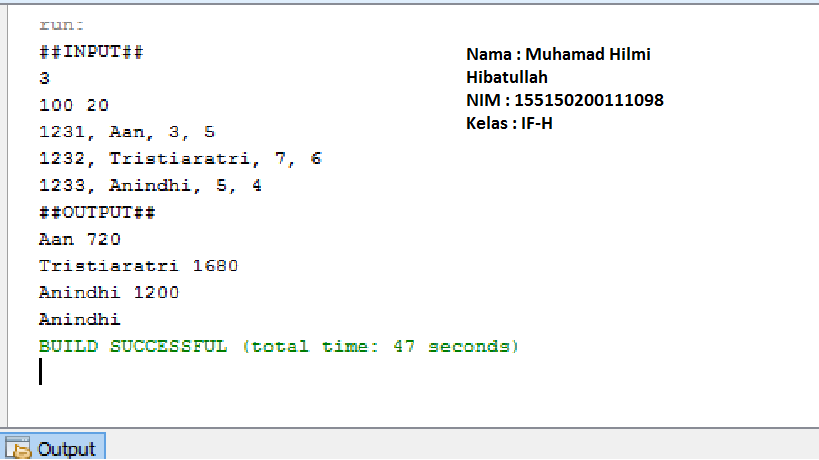 run:
##INPUT##
3
100 20
1231, Aan, 3, 5
1232, Tristiaratri, 7, 6
1233, Anindhi, 5, 4
##OUTPUT##
Aan 720
Tristiaratri 1680
Anindhi 1200
Anindhi
BUILD SUCCESSFUL (total time: 47 seconds)
Nama : Muhamad Hilmi
Hibatullah
NIM : 155150200111098
Kelas : IF-H
Output